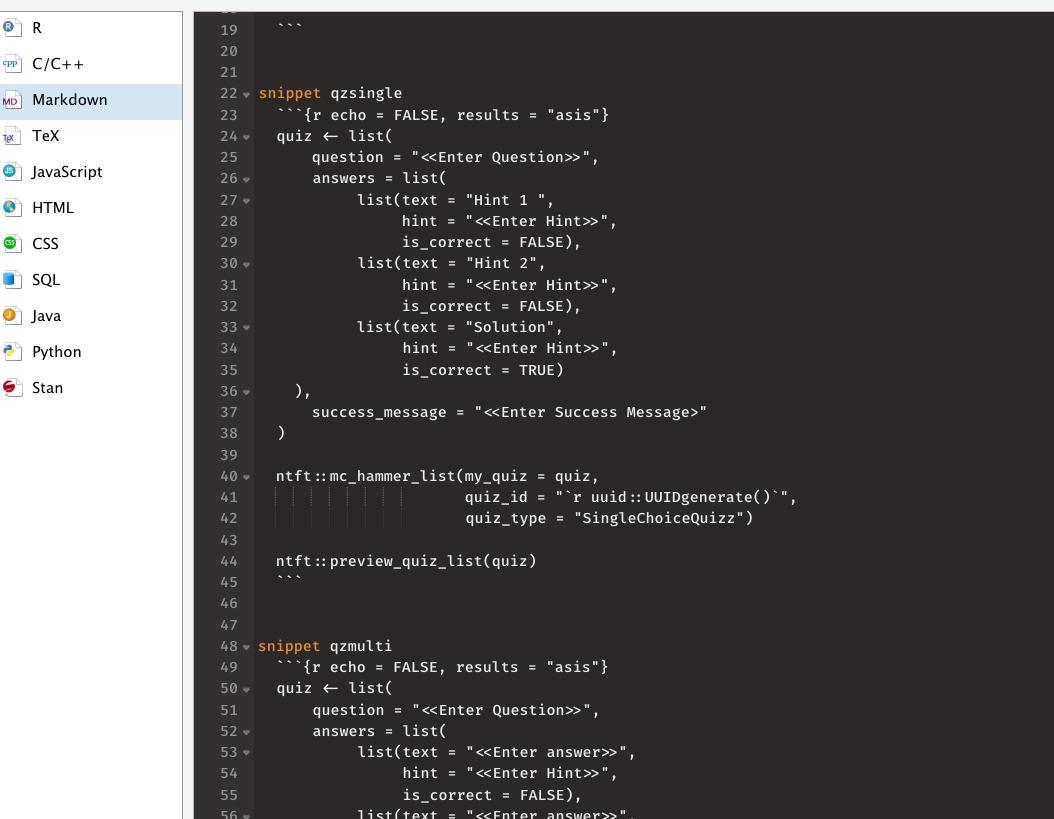 R
C/C++
Markdown
TeX
JavaScript
HTML
CSS
SQL
Java
Python
Stan
19   ```
20
21
22 snippet qzsingle
23   ```{r echo = FALSE, results = "asis"}
24   quiz <- list(
25       question = "<<Enter Question>>",
26       answers = list(
27            list(text = "Hint 1 ",
28                 hint = "<<Enter Hint>>",
29                 is_correct = FALSE),
30            list(text = "Hint 2",
31                 hint = "<<Enter Hint>>",
32                 is_correct = FALSE),
33            list(text = "Solution",
34                 hint = "<<Enter Hint>>",
35                 is_correct = TRUE)
36     ),
37       success_message = "<<Enter Success Message>"
38   )
39
40   ntft::mc_hammer_list(my_quiz = quiz,
41                        quiz_id = "`r uuid::UUIDgenerate()`",
42                        quiz_type = "SingleChoiceQuizz")
43
44   ntft::preview_quiz_list(quiz)
45   ```
46
47
48 snippet qzmulti
49   ```{r echo = FALSE, results = "asis"}
50   quiz <- list(
51       question = "<<Enter Question>>",
52       answers = list(
53            list(text = "<<Enter answer>>",
54                 hint = "<<Enter Hint>>",
55                 is_correct = FALSE),
56            list(text = "<<Enter answer>>",